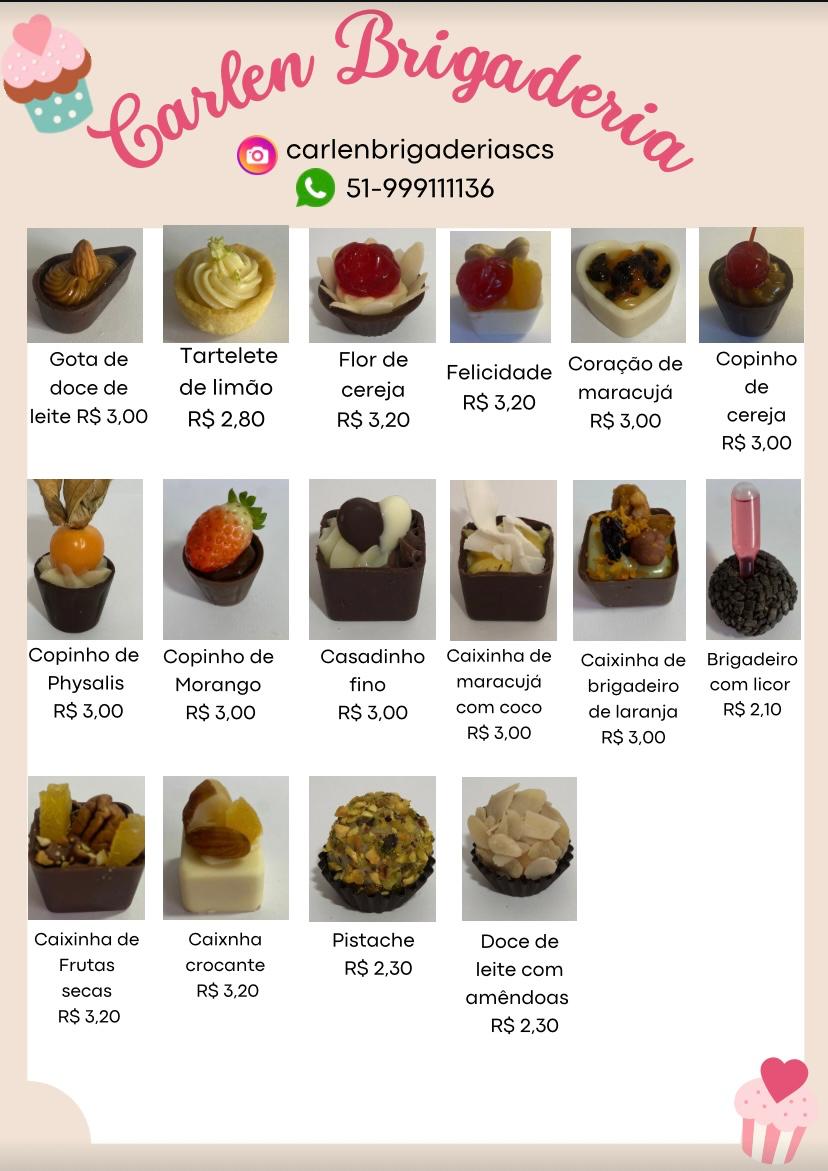 Carlen Brigaderia
carlenbrigaderiascs
51-999111136
Gota de
doce de
leite R$ 3,00
Tartelete
de limão
R$ 2,80
Flor de
cereja
R$ 3,20
Felicidade
R$ 3,20
Coração de
maracujá
R$ 3,00
Copinho
de
cereja
R$ 3,00
Copinho de
Physalis
R$ 3,00
Copinho de
Morango
R$ 3,00
Casadinho
fino
R$ 3,00
Caixinha de
maracujá
com coco
R$ 3,00
Caixinha de
brigadeiro
de laranja
R$ 3,00
Brigadeiro
com licor
R$ 2,10
Caixinha de
Frutas
secas
R$ 3,20
Caixnha
crocante
R$ 3,20
Pistache
R$ 2,30
Doce de
leite com
amêndoas
R$ 2,30